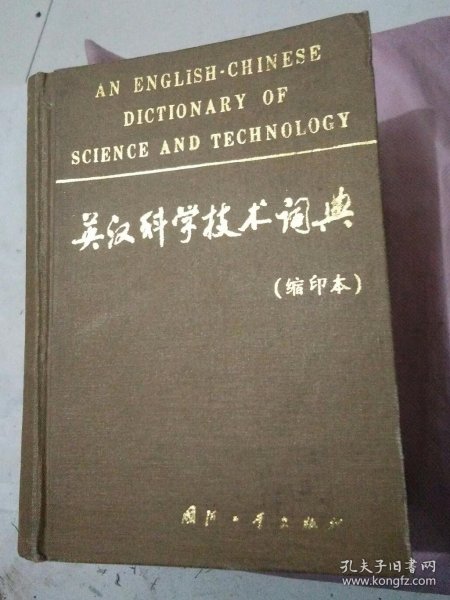 AN ENGLISH-CHINESE
DICTIONARY OF
SCIENCE AND TECHNOLOGY
英汉科学技术词典
(缩印本)
国防工业出版社
孔夫子旧书网
www.kongfz.com